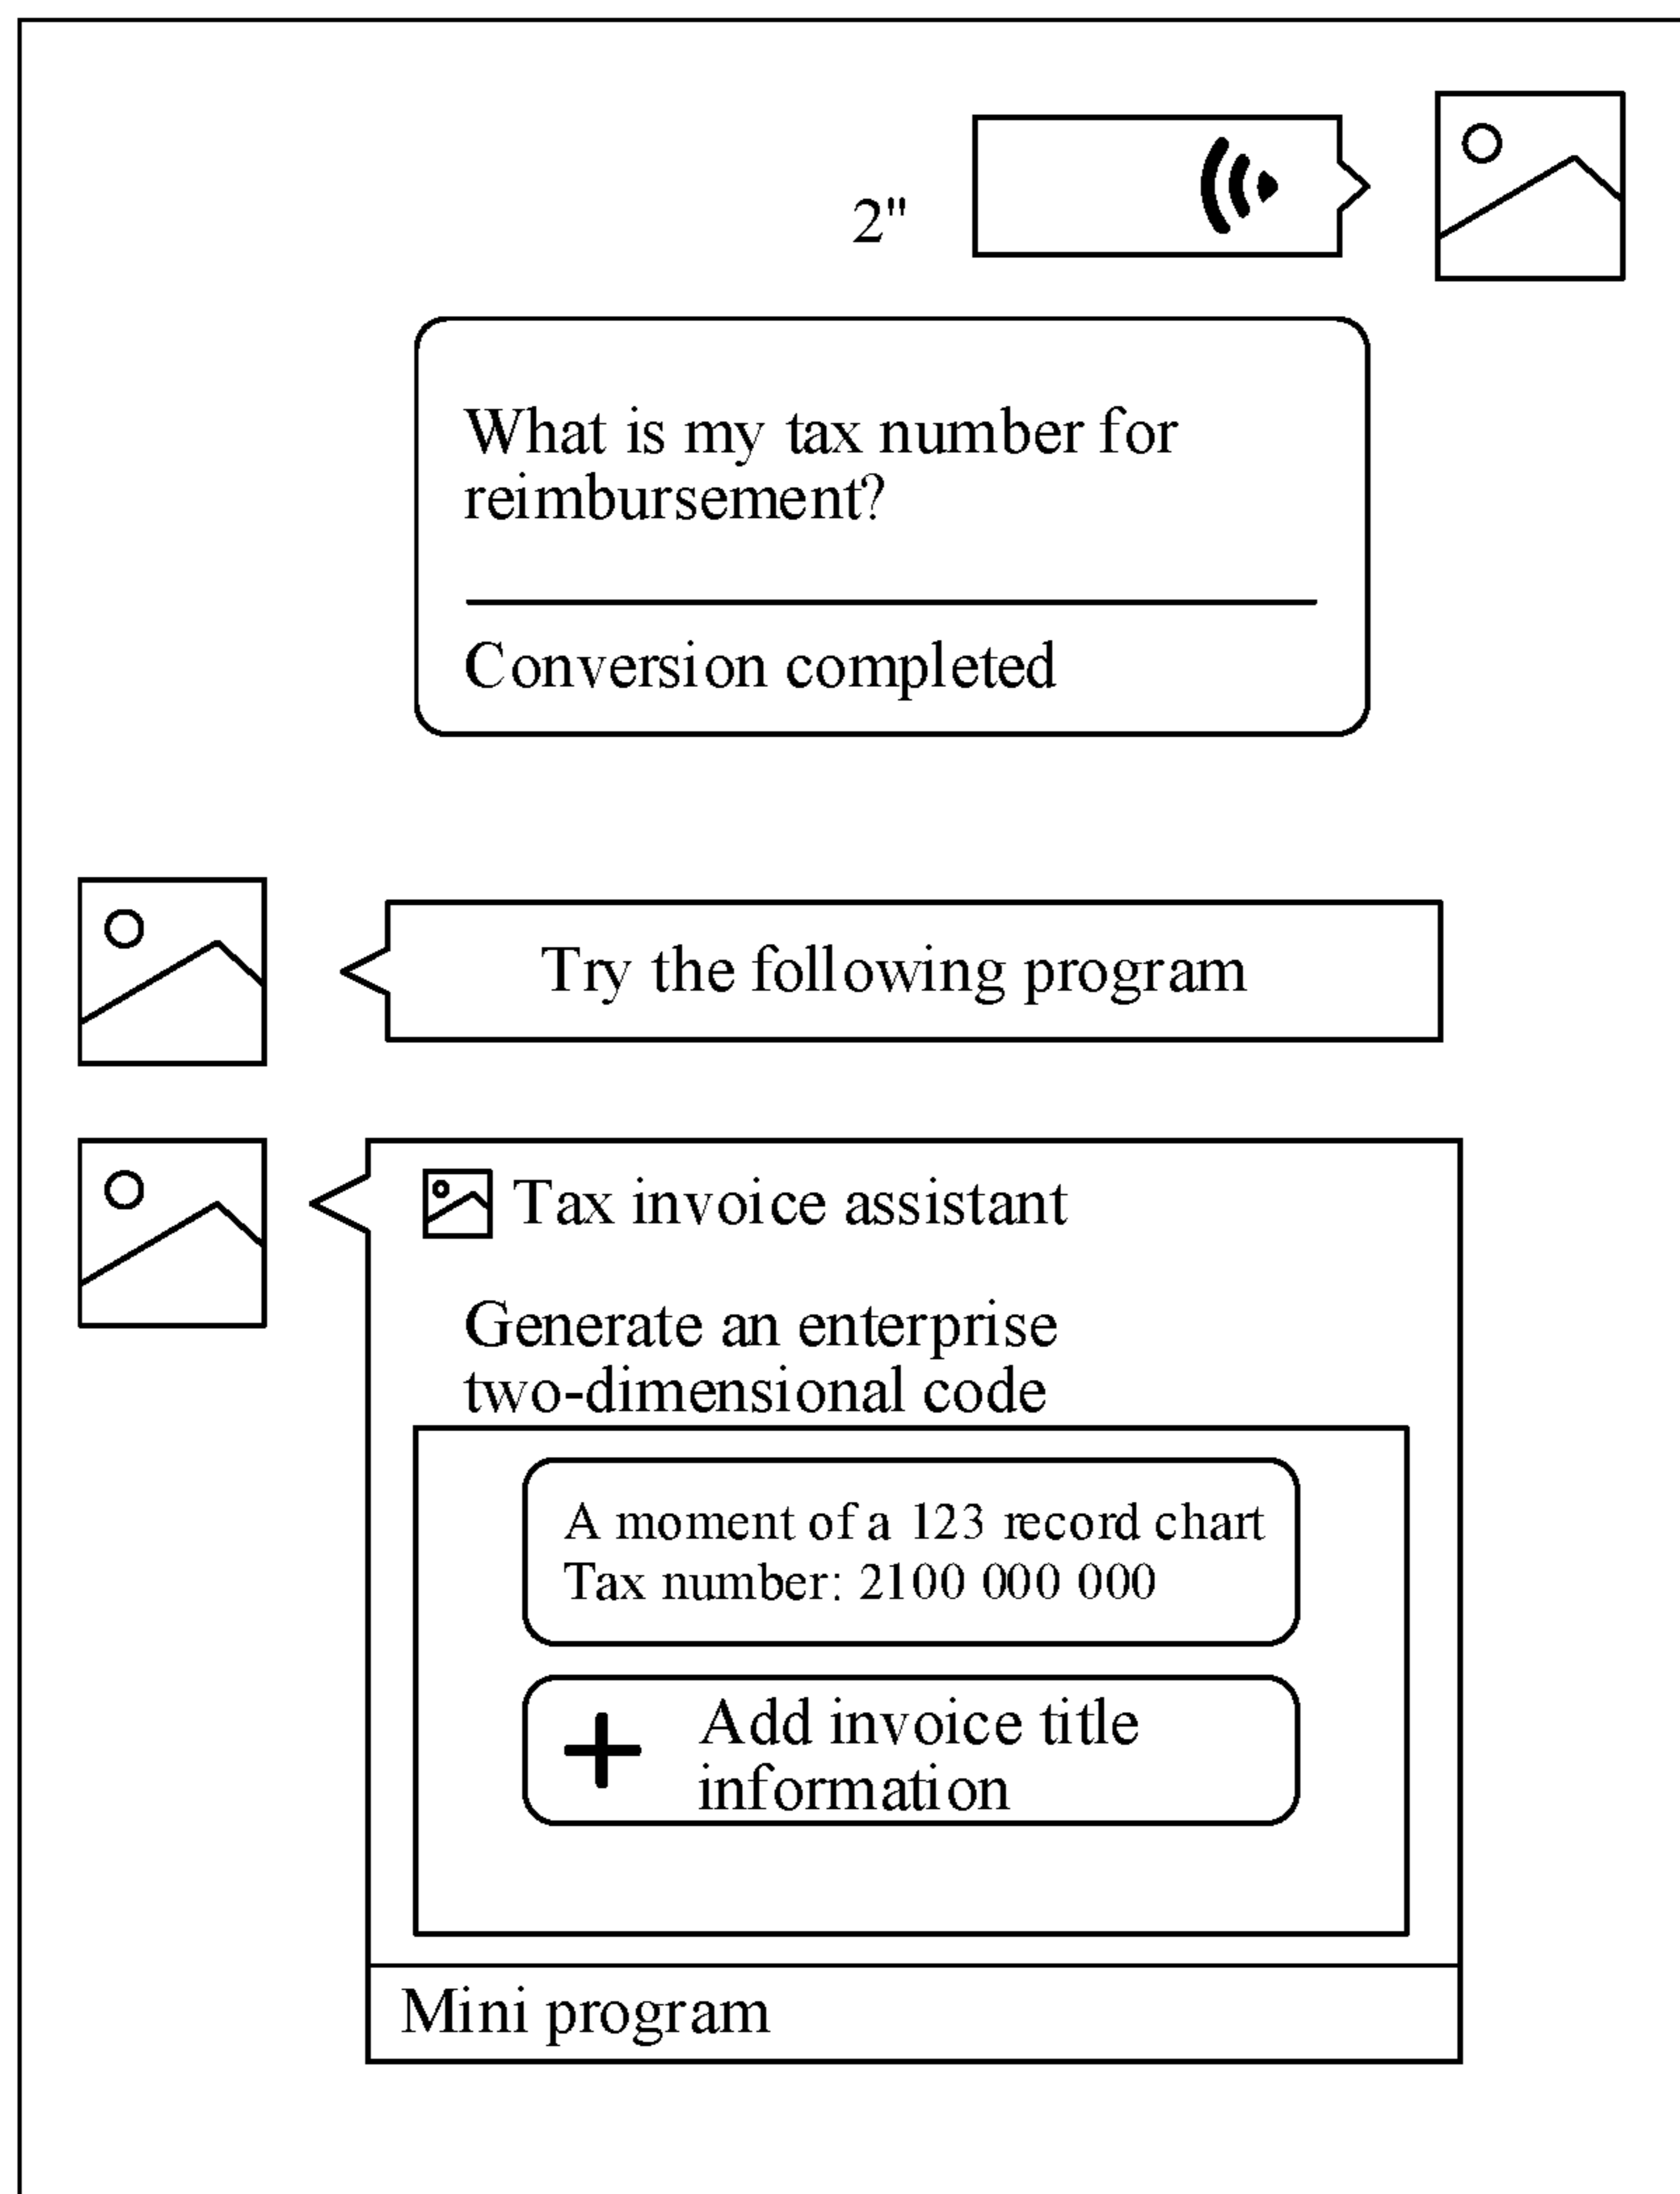 2"
What is my tax number for
reimbursement?
Conversion completed
Try the following program
Tax invoice assistant
Generate an enterprise
two-dimensional code
A moment of a 123 record chart
Tax number: 2100 000 000
Add invoice title
information
Mini program